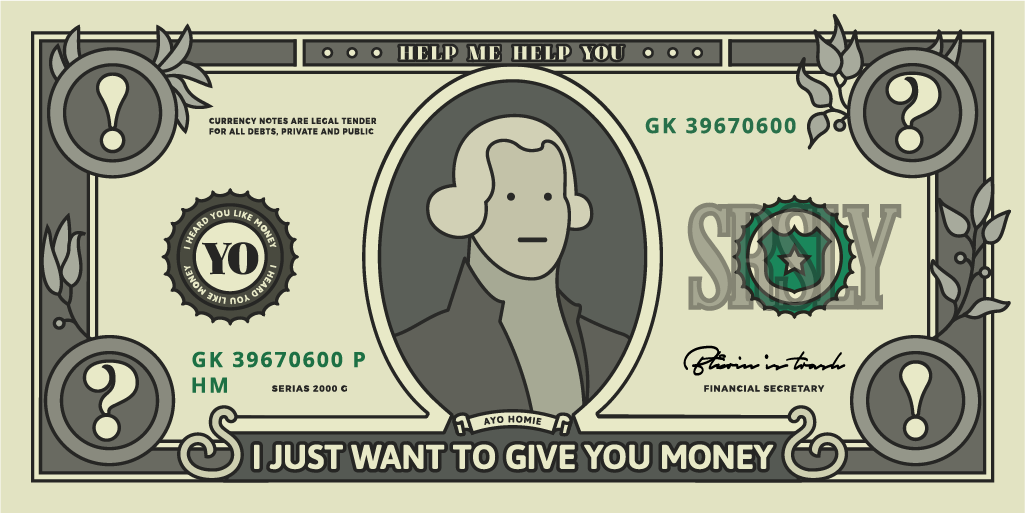 HELP ME HELP YOU
!
?
CURRENCY NOTES ARE LEGAL TENDER
FOR ALL DEBTS, PRIVATE AND PUBLIC
GK 39670600
I HEARD YOU LIKE MONEY
YO
I HEARD YOU LIKE MONEY
SRSLY
GK 39670600 P
HM
SERIAS 2000 G
FINANCIAL SECRETARY
?
!
AYO HOMIE
I JUST WANT TO GIVE YOU MONEY